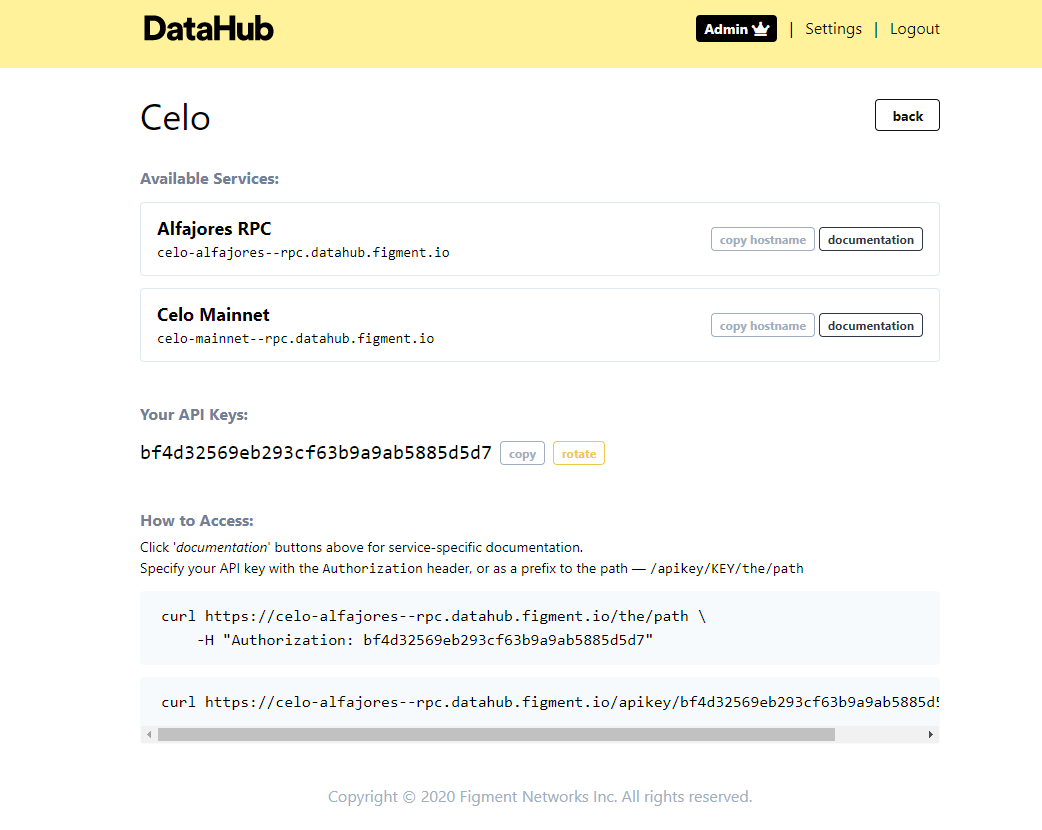 DataHub
Admin | Settings | Logout
Celo
back
Available Services:
Alfajores RPC
celo-alfajores--rpc.datahub.figment.io
copy hostname
documentation
Celo Mainnet
celo-mainnet--rpc.datahub.figment.io
copy hostname
documentation
Your API Keys:
bf4d32569eb293cf63b9a9ab5885d5d7
copy
rotate
How to Access:
Click 'documentation' buttons above for service-specific documentation.
Specify your API key with the Authorization header, or as a prefix to the path — /apikey/KEY/the/path
curl https://celo-alfajores--rpc.datahub.figment.io/the/path \
-H "Authorization: bf4d32569eb293cf63b9a9ab5885d5d7"
curl https://celo-alfajores--rpc.datahub.figment.io/apikey/bf4d32569eb293cf63b9a9ab5885d5
Copyright © 2020 Figment Networks Inc. All rights reserved.